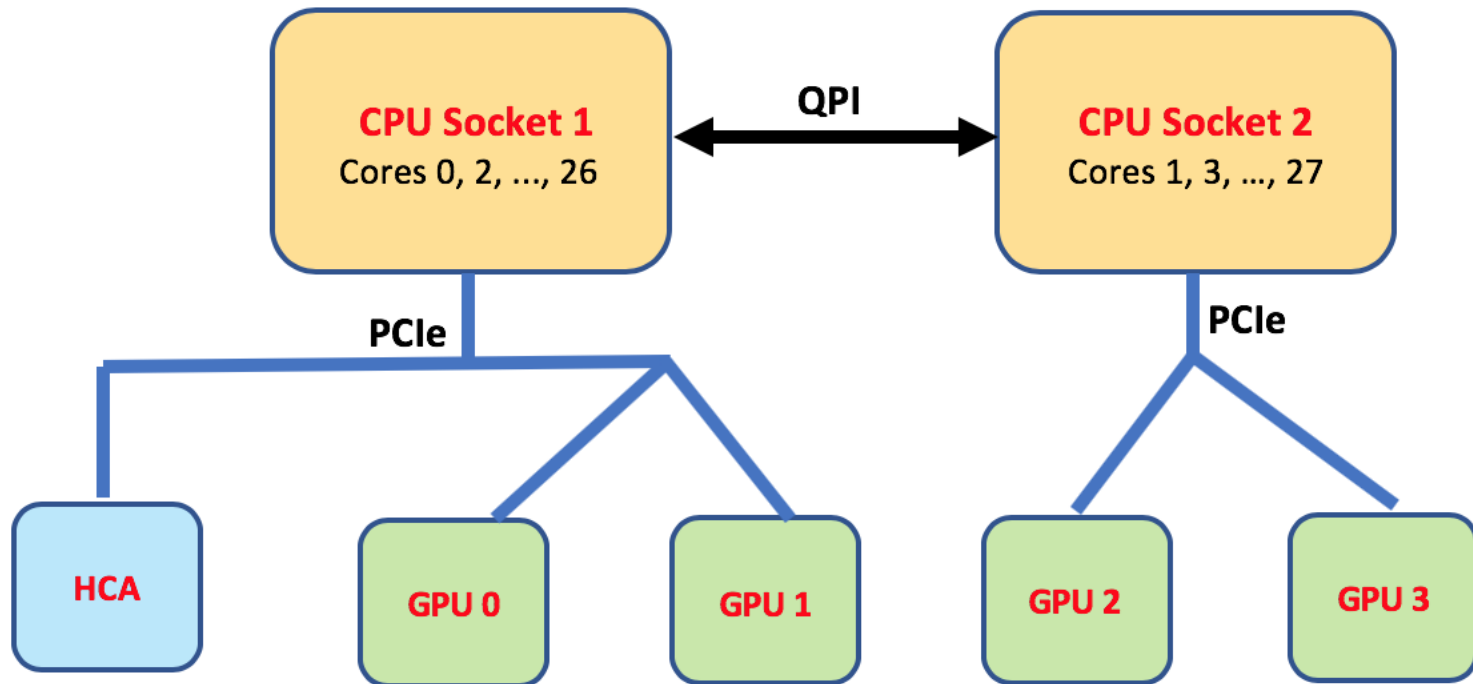 CPU Socket 1
Cores 0, 2, ..., 26
QPI
CPU Socket 2
Cores 1, 3, ..., 27
PCIe
PCIe
HCA
GPU 0
GPU 1
GPU 2
GPU 3